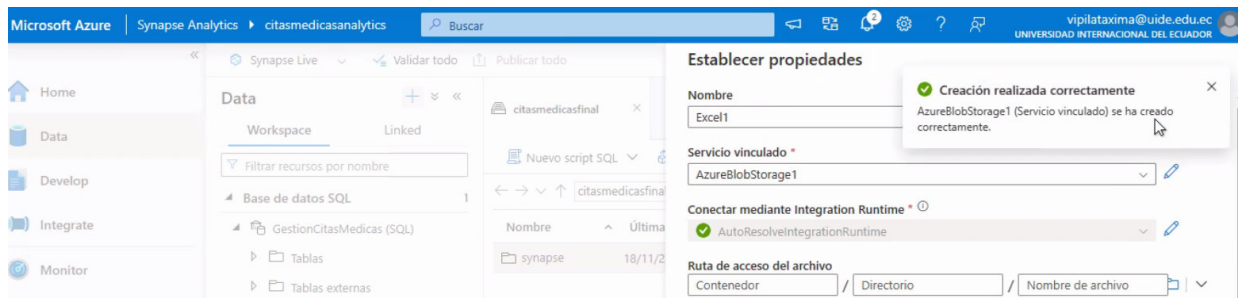 Microsoft Azure | Synapse Analytics ▸ citasmedicasanalytics
Buscar
2
vipilataxima@uide.edu.ec
UNIVERSIDAD INTERNACIONAL DEL ECUADOR
Home
Data
Develop
Integrate
Monitor
Synapse Live
Validar todo
Publicar todo
Data
Workspace Linked
Filtrar recursos por nombre
Base de datos SQL 1
GestionCitasMedicas (SQL)
Tablas
Tablas externas
citasmedicasfinal
Nuevo script SQL
citasmedicasfina
Nombre Última
synapse 18/11/2
Establecer propiedades
Nombre
Excel1
Servicio vinculado *
AzureBlobStorage1
Conectar mediante Integration Runtime *
AutoResolveIntegrationRuntime
Ruta de acceso del archivo
Contenedor / Directorio / Nombre de archivo
Creación realizada correctamente
AzureBlobStorage1 (Servicio vinculado) se ha creado
correctamente.